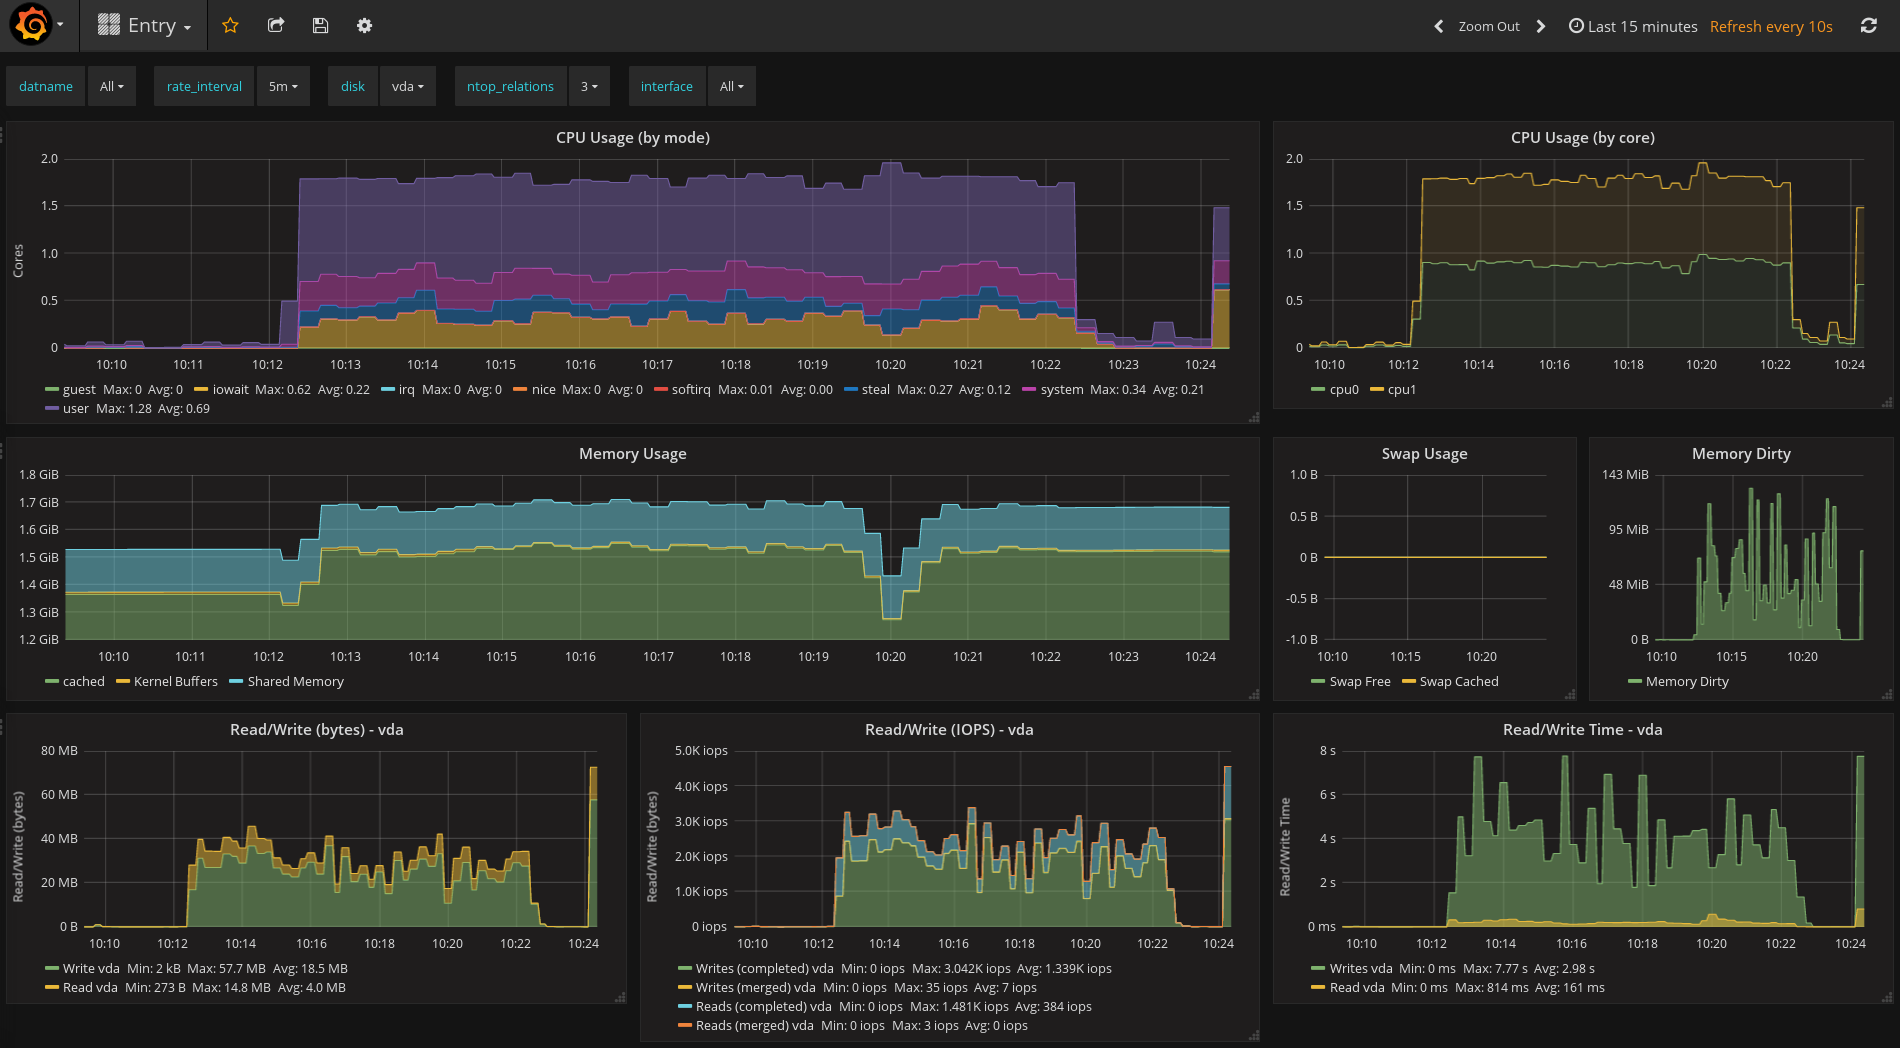 Entry
Zoom Out Last 15 minutes Refresh every 10s
datname All rate_interval 5m disk vda ntop_relations 3 interface All
CPU Usage (by mode)
Cores
2.0
1.5
1.0
0.5
0
10:10 10:11 10:12 10:13 10:14 10:15 10:16 10:17 10:18 10:19 10:20 10:21 10:22 10:23 10:24
guest Max: 0 Avg: 0 iowait Max: 0.62 Avg: 0.22 irq Max: 0 Avg: 0 nice Max: 0 Avg: 0 softirq Max: 0.01 Avg: 0.00 steal Max: 0.27 Avg: 0.12 system Max: 0.34 Avg: 0.21
user Max: 1.28 Avg: 0.69
CPU Usage (by core)
2.0
1.5
1.0
0.5
0
10:10 10:12 10:14 10:16 10:18 10:20 10:22 10:24
cpu0 cpu1
Memory Usage
1.8 GiB
1.7 GiB
1.6 GiB
1.5 GiB
1.4 GiB
1.3 GiB
1.2 GiB
10:10 10:11 10:12 10:13 10:14 10:15 10:16 10:17 10:18 10:19 10:20 10:21 10:22 10:23 10:24
cached Kernel Buffers Shared Memory
Swap Usage
1.0 B
0.5 B
0 B
-0.5 B
-1.0 B
10:10 10:15 10:20
Swap Free Swap Cached
Memory Dirty
143 MiB
95 MiB
48 MiB
0 B
10:10 10:15 10:20
Memory Dirty
Read/Write (bytes) - vda
Read/Write (bytes)
80 MB
60 MB
40 MB
20 MB
0 B
10:10 10:12 10:14 10:16 10:18 10:20 10:22 10:24
Write vda Min: 2 kB Max: 57.7 MB Avg: 18.5 MB
Read vda Min: 273 B Max: 14.8 MB Avg: 4.0 MB
Read/Write (IOPS) - vda
Read/Write (bytes)
5.0K iops
4.0K iops
3.0K iops
2.0K iops
1.0K iops
0 iops
10:10 10:12 10:14 10:16 10:18 10:20 10:22 10:24
Writes (completed) vda Min: 0 iops Max: 3.042K iops Avg: 1.339K iops
Writes (merged) vda Min: 0 iops Max: 35 iops Avg: 7 iops
Reads (completed) vda Min: 0 iops Max: 1.481K iops Avg: 384 iops
Reads (merged) vda Min: 0 iops Max: 3 iops Avg: 0 iops
Read/Write Time - vda
Read/Write Time
8 s
6 s
4 s
2 s
0 ms
10:10 10:12 10:14 10:16 10:18 10:20 10:22 10:24
Writes vda Min: 0 ms Max: 7.77 s Avg: 2.98 s
Read vda Min: 0 ms Max: 814 ms Avg: 161 ms